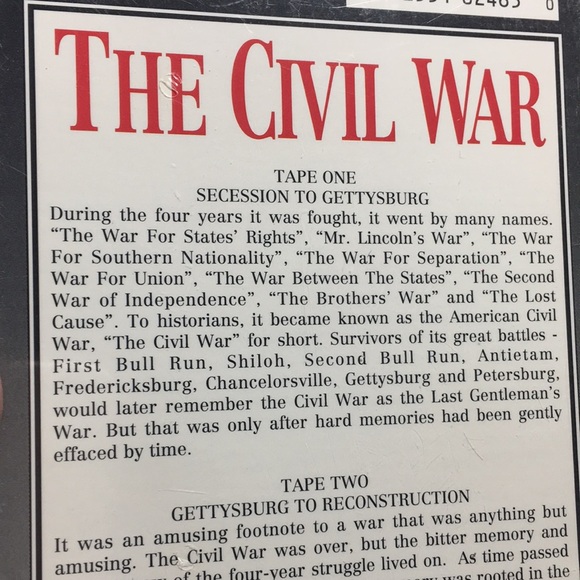 THE CIVIL WAR
TAPE ONE
SECESSION TO GETTYSBURG
During the four years it was fought, it went by many names.
“The War For States’ Rights”, “Mr. Lincoln’s War”, “The War
For Southern Nationality”, “The War For Separation”, “The
War For Union”, “The War Between The States”, “The Second
War of Independence”, “The Brothers’ War” and “The Lost
Cause”. To historians, it became known as the American Civil
War, “The Civil War” for short. Survivors of its great battles -
First Bull Run, Shiloh, Second Bull Run, Antietam,
Fredericksburg, Chancelorsville, Gettysburg and Petersburg,
would later remember the Civil War as the Last Gentleman’s
War. But that was only after hard memories had been gently
effaced by time.
TAPE TWO
GETTYSBURG TO RECONSTRUCTION
It was an amusing footnote to a war that was anything but
amusing. The Civil War was over, but the bitter memory and
of the four-year struggle lived on. As time passed
was rooted in the